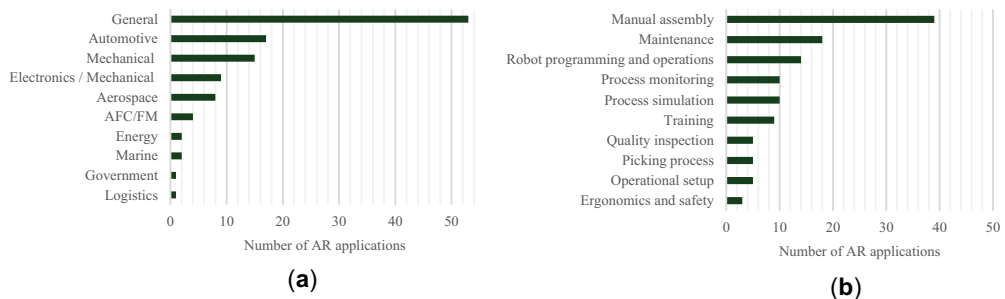 General
Automotive
Mechanical
Electronics / Mechanical
Aerospace
AFC/FM
Energy
Marine
Government
Logistics
0 10 20 30 40 50
Number of AR applications
(a)
Manual assembly
Maintenance
Robot programming and operations
Process monitoring
Process simulation
Training
Quality inspection
Picking process
Operational setup
Ergonomics and safety
0 10 20 30 40 50
Number of AR applications
(b)